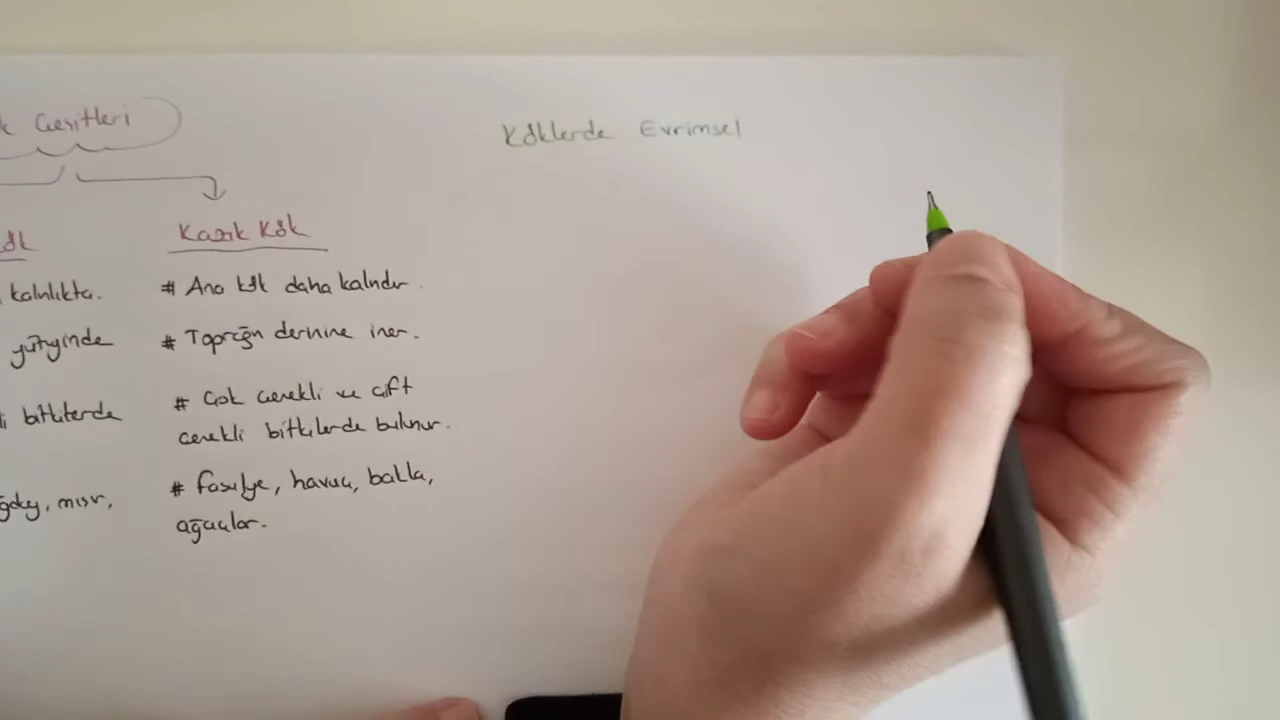 Çeşitleri
Köklerde Evrimsel
Kazık Kök
kalınlıkta.
# Ana kök daha kalındır.
yüzeyinde
# Toprağın derinine iner.
bitkilerde
# Çok çenekli ve çift
çenekli bitkilerde bulunur.
# fasulye, havuç, bakla,
mısır,
ağaçlar.